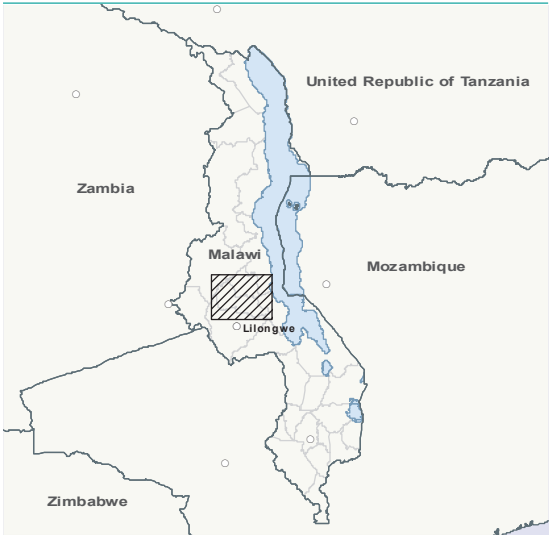 United Republic of Tanzania
Zambia
Malawi
Mozambique
Lilongwe
Zimbabwe